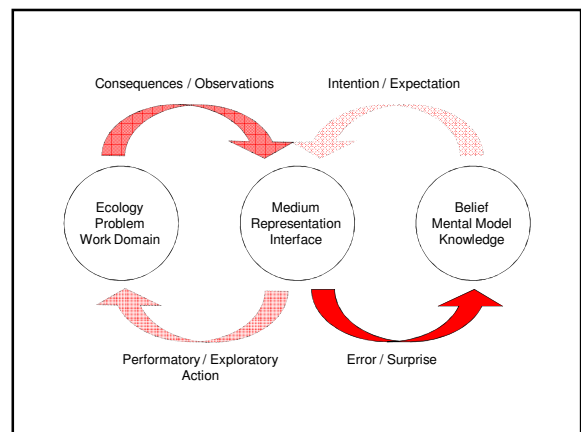 Consequences / Observations
Intention / Expectation
Ecology
Problem
Work Domain
Medium
Representation
Interface
Belief
Mental Model
Knowledge
Performatory / Exploratory
Action
Error / Surprise